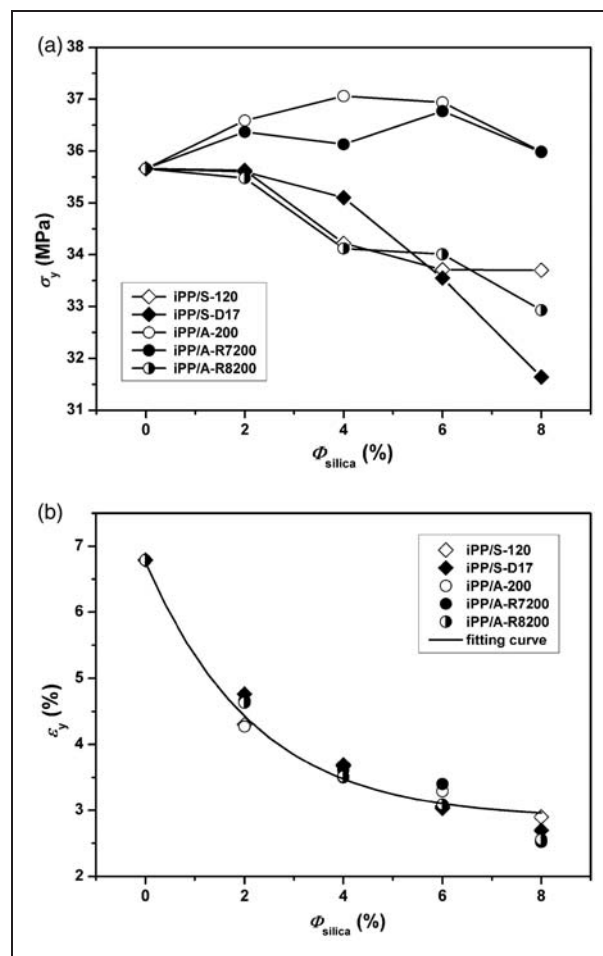 (a)
38
37
36
35
34
33
32
31
σy (MPa)
iPP/S-120
iPP/S-D17
iPP/A-200
iPP/A-R7200
iPP/A-R8200
0 2 4 6 8
Φsilica (%)
(b)
7
6
5
4
3
2
εy (%)
iPP/S-120
iPP/S-D17
iPP/A-200
iPP/A-R7200
iPP/A-R8200
fitting curve
0 2 4 6 8
Φsilica (%)